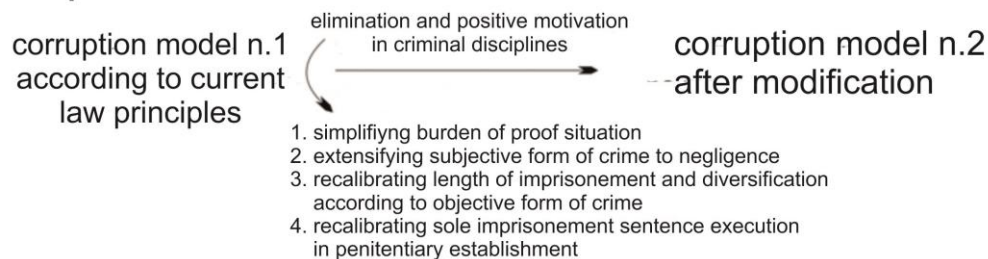 elimination and positive motivation
in criminal disciplines
corruption model n.1
according to current
law principles
corruption model n.2
after modification
1. simplifiyng burden of proof situation
2. extensifying subjective form of crime to negligence
3. recalibrating length of imprisonement and diversification
according to objective form of crime
4. recalibrating sole imprisonement sentence execution
in penitentiary establishment